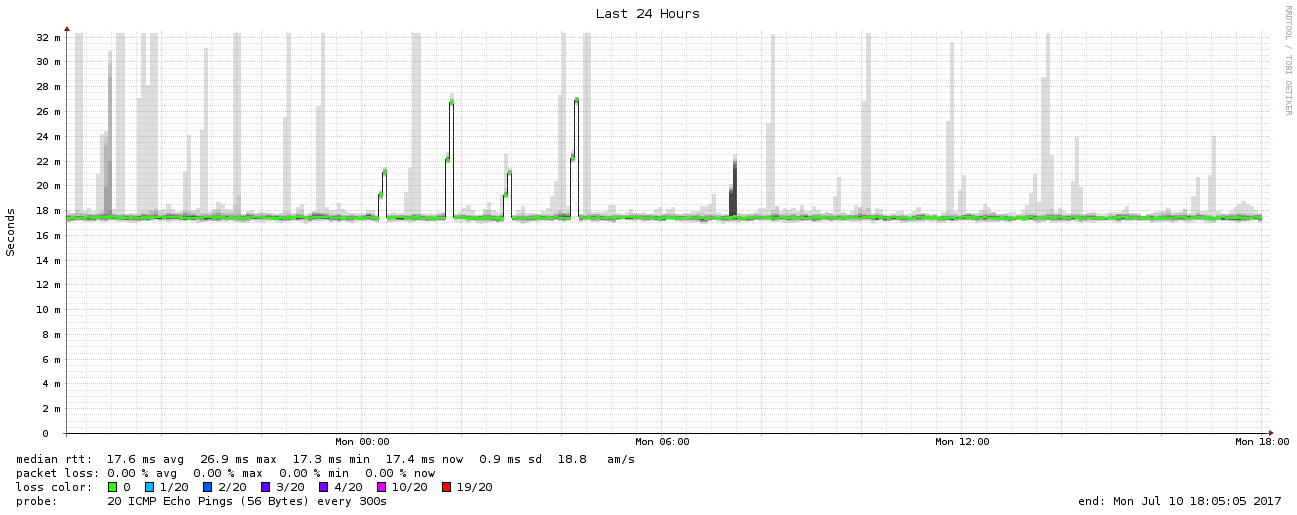 Last 24 Hours
RRDTOOL / TOBI OETIKER
Seconds
32 m
30 m
28 m
26 m
24 m
22 m
20 m
18 m
16 m
14 m
12 m
10 m
8 m
6 m
4 m
2 m
0
Mon 00:00 Mon 06:00 Mon 12:00 Mon 18:00
median rtt: 17.6 ms avg 26.9 ms max 17.3 ms min 17.4 ms now 0.9 ms sd 18.8 am/s
packet loss: 0.00 % avg 0.00 % max 0.00 % min 0.00 % now
loss color: 0 1/20 2/20 3/20 4/20 10/20 19/20
probe: 20 ICMP Echo Pings (56 Bytes) every 300s end: Mon Jul 10 18:05:05 2017